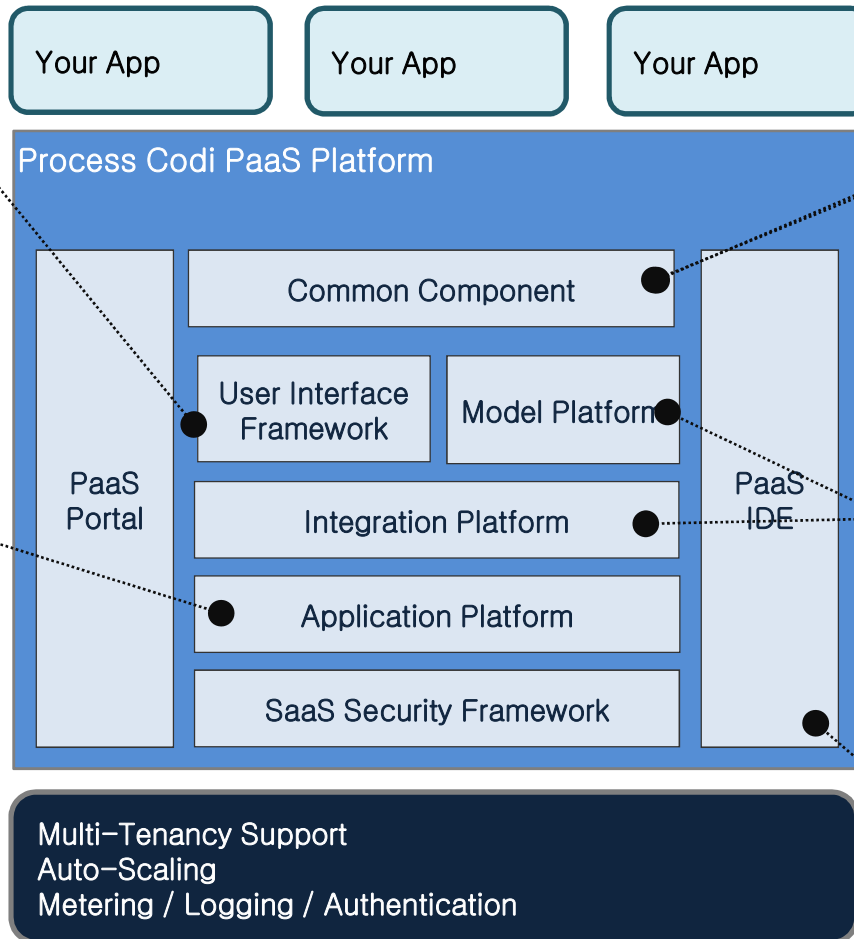 Your App
Your App
Your App
Process Codi PaaS Platform
Common Component
User Interface
Framework
Model Platform
PaaS
Portal
PaaS
IDE
Integration Platform
Application Platform
SaaS Security Framework
Multi-Tenancy Support
Auto-Scaling
Metering / Logging / Authentication